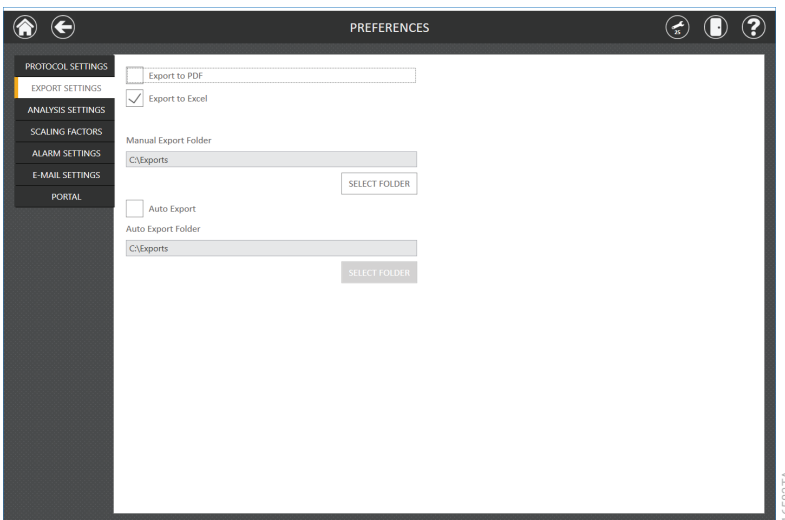 PREFERENCES
25
?
PROTOCOL SETTINGS
EXPORT SETTINGS
ANALYSIS SETTINGS
SCALING FACTORS
ALARM SETTINGS
E-MAIL SETTINGS
PORTAL
Export to PDF
Export to Excel
Manual Export Folder
C:\Exports
SELECT FOLDER
Auto Export
Auto Export Folder
C:\Exports
SELECT FOLDER